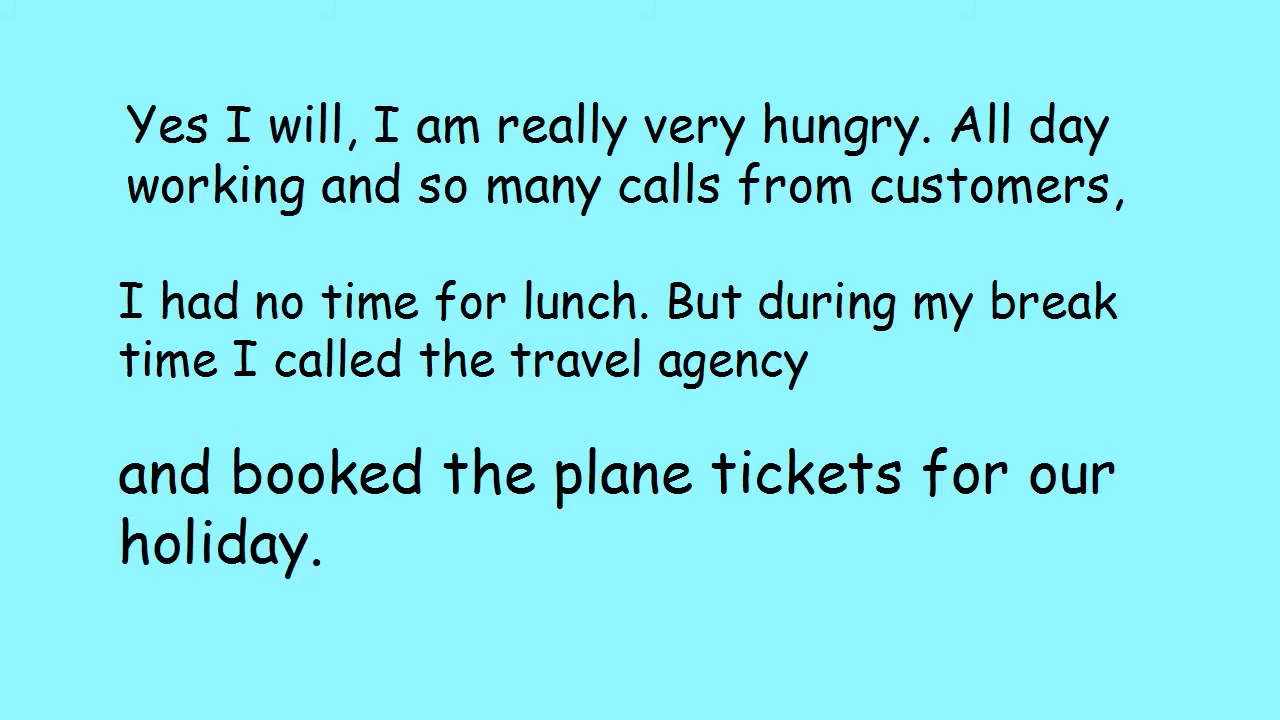 Yes I will, I am really very hungry. All day
working and so many calls from customers,
I had no time for lunch. But during my break
time I called the travel agency
and booked the plane tickets for our
holiday.